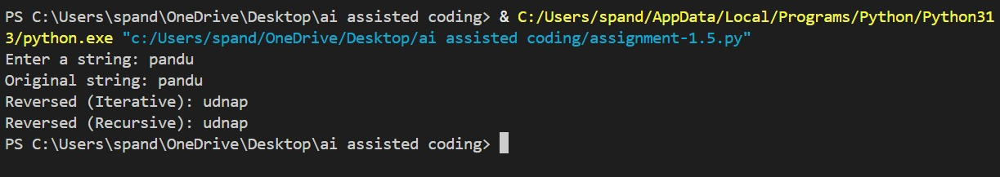 PS C:\Users\spand\OneDrive\Desktop\ai assisted coding> & C:/Users/spand/AppData/Local/Programs/Python/Python31
3/python.exe "c:/Users/spand/OneDrive/Desktop/ai assisted coding/assignment-1.5.py"
Enter a string: pandu
Original string: pandu
Reversed (Iterative): udnap
Reversed (Recursive): udnap
PS C:\Users\spand\OneDrive\Desktop\ai assisted coding>